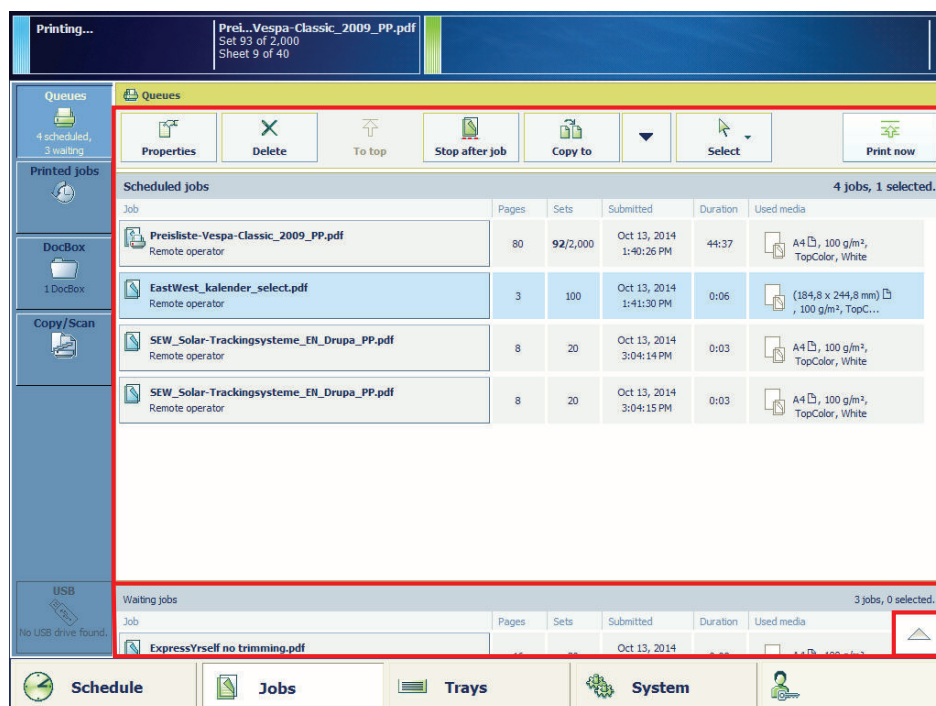 Printing...
Prei...Vespa-Classic_2009_PP.pdf
Set 93 of 2,000
Sheet 9 of 40
Queues
4 scheduled,
3 waiting
Printed jobs
DocBox
1 DocBox
Copy/Scan
USB
No USB drive found.
Queues
Properties Delete To top Stop after job Copy to Select Print now
Scheduled jobs 4 jobs, 1 selected.
Job Pages Sets Submitted Duration Used media
Preisliste-Vespa-Classic_2009_PP.pdf
Remote operator
80 92/2,000
Oct 13, 2014
1:40:26 PM
44:37
A4, 100 g/m²,
TopColor, White
EastWest_kalender_select.pdf
Remote operator
3 100
Oct 13, 2014
1:41:30 PM
0:06
(184,8 x 244,8 mm)
, 100 g/m², TopC...
SEW_Solar-Trackingsysteme_EN_Drupa_PP.pdf
Remote operator
8 20
Oct 13, 2014
3:04:14 PM
0:03
A4, 100 g/m²,
TopColor, White
SEW_Solar-Trackingsysteme_EN_Drupa_PP.pdf
Remote operator
8 20
Oct 13, 2014
3:04:15 PM
0:03
A4, 100 g/m²,
TopColor, White
Waiting jobs 3 jobs, 0 selected.
Job Pages Sets Submitted Duration Used media
ExpressYrself no trimming.pdf
Oct 13, 2014
Schedule Jobs Trays System